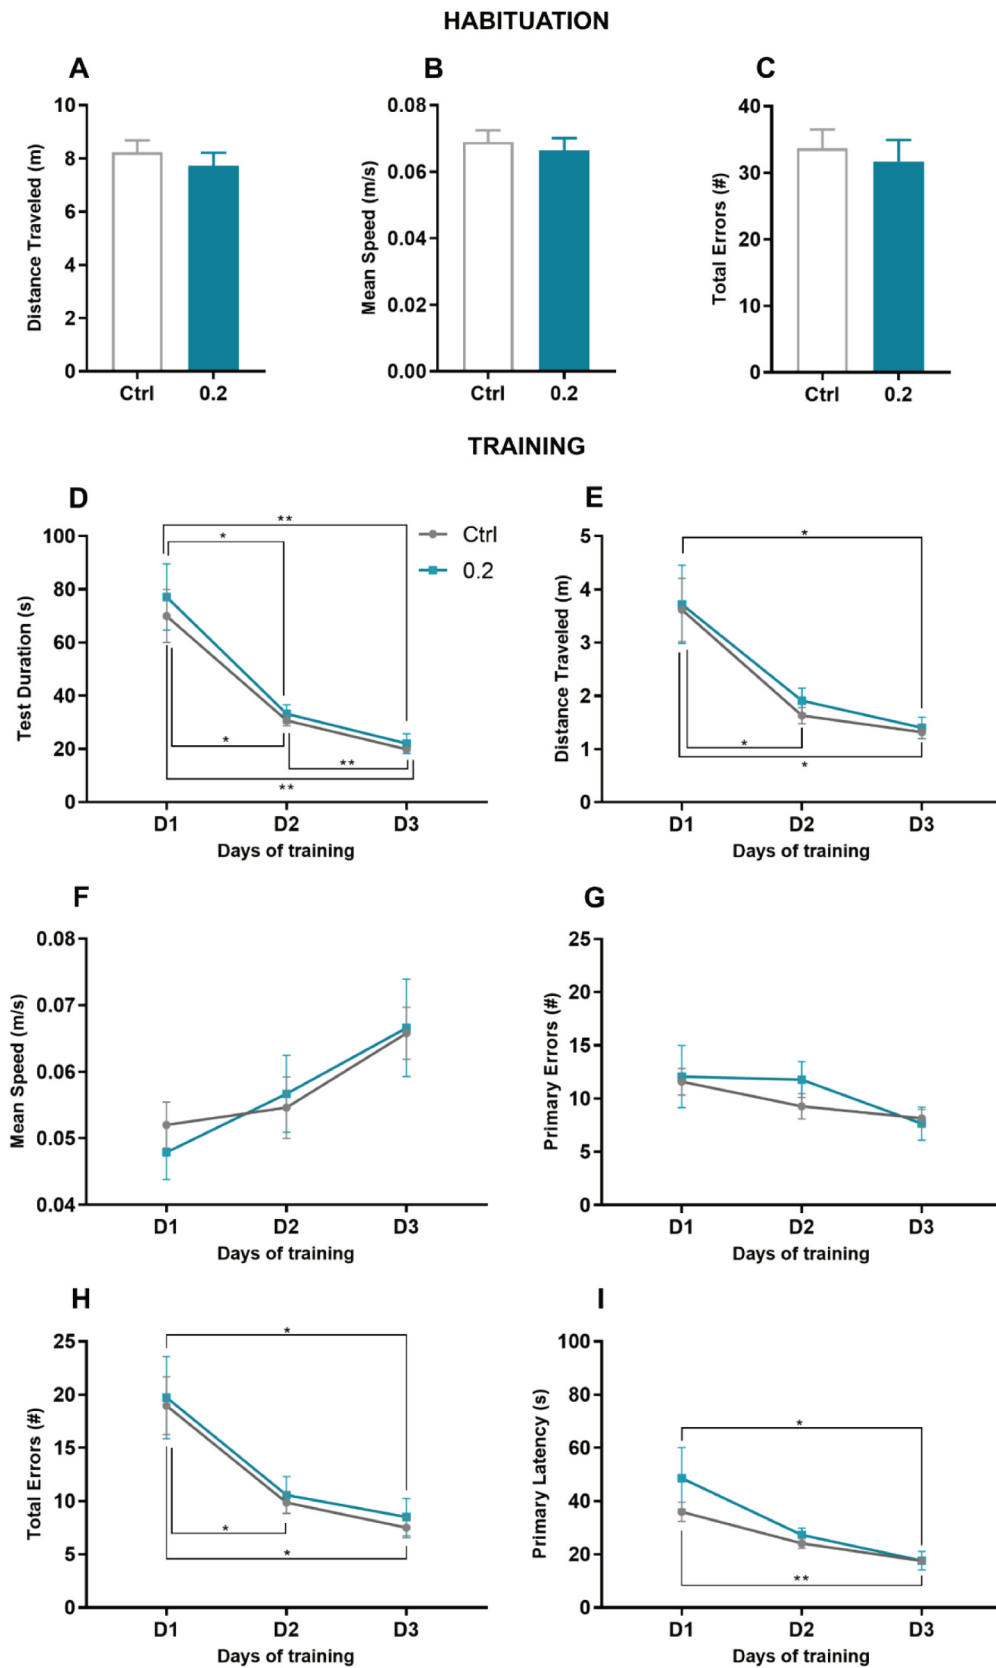 HABITUATION
A
B
C
Distance Traveled (m)
10
8
6
4
2
0
Ctrl 0.2
Mean Speed (m/s)
0.08
0.06
0.04
0.02
0.00
Ctrl 0.2
Total Errors (#)
40
30
20
10
0
Ctrl 0.2
TRAINING
D
Test Duration (s)
100
80
60
40
20
0
**
*
*
**
**
Ctrl
0.2
D1 D2 D3
Days of training
E
Distance Traveled (m)
5
4
3
2
1
0
*
*
*
D1 D2 D3
Days of training
F
Mean Speed (m/s)
0.08
0.07
0.06
0.05
0.04
D1 D2 D3
Days of training
G
Primary Errors (#)
25
20
15
10
5
0
D1 D2 D3
Days of training
H
Total Errors (#)
25
20
15
10
5
0
*
*
*
D1 D2 D3
Days of training
I
Primary Latency (s)
100
80
60
40
20
0
*
**
D1 D2 D3
Days of training